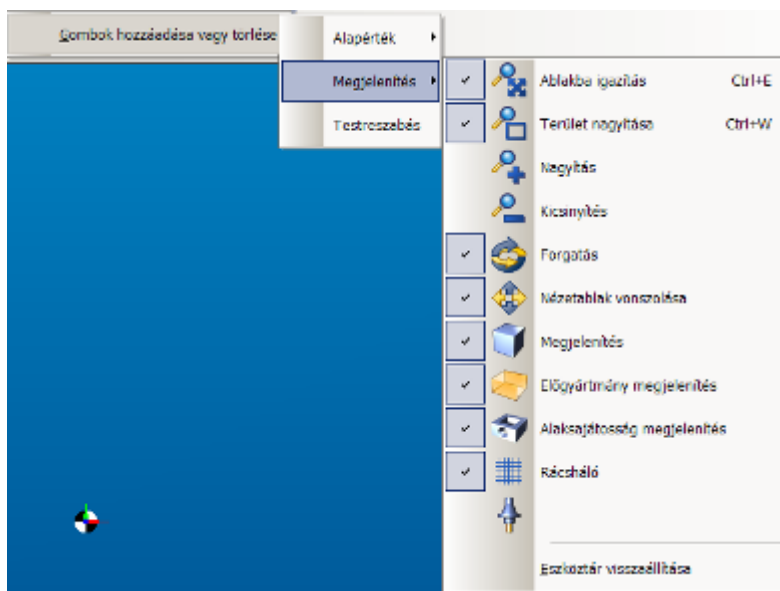 Gombok hozzáadása vagy törlése
Alapérték
Megjelenítés
Testreszabás
Ablakba igazítás Ctrl+E
Terület nagyítása Ctrl+W
Nagyítás
Kicsinyítés
Forgatás
Nézetablak vonszolása
Megjelenítés
Előgyártmány megjelenítés
Alaksajátosság megjelenítés
Rácsháló
Eszköztár visszaállítása